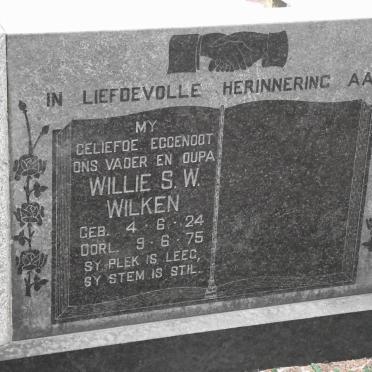 IN LIEFDEVOLLE HERINNERING AA
MY
GELIEFDE EGGENOOT
ONS VADER EN OUPA
WILLIE S. W.
WILKEN
GEB. 4 · 6 · 24
OORL. 9 · 6 · 75
SY PLEK IS LEEG,
SY STEM IS STIL.